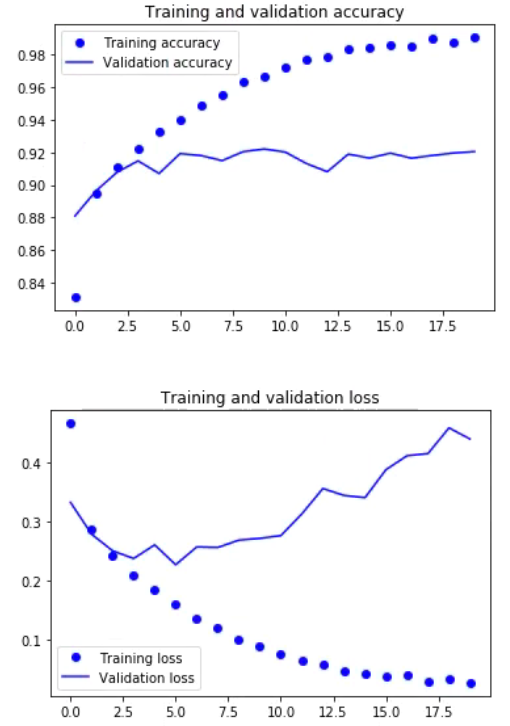 Training and validation accuracy
Training accuracy
Validation accuracy
0.98
0.96
0.94
0.92
0.90
0.88
0.86
0.84
0.0 2.5 5.0 7.5 10.0 12.5 15.0 17.5
Training and validation loss
0.4
0.3
0.2
0.1
Training loss
Validation loss
0.0 2.5 5.0 7.5 10.0 12.5 15.0 17.5